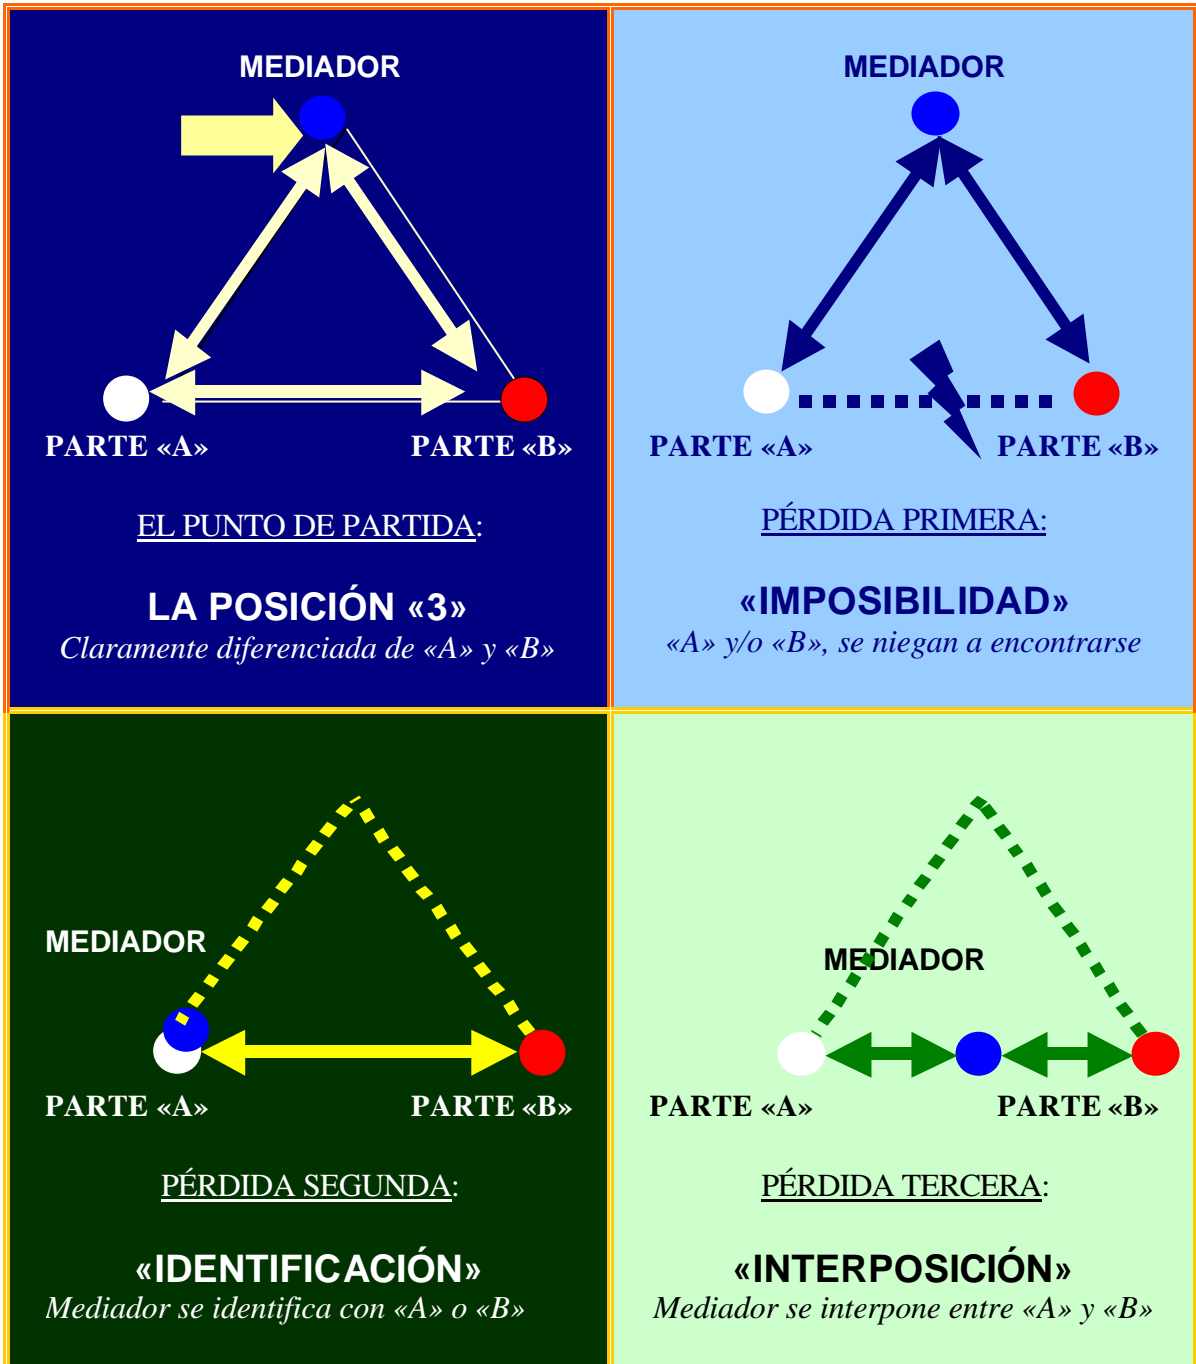 MEDIADOR
PARTE «A» PARTE «B»
EL PUNTO DE PARTIDA:
LA POSICIÓN «3»
Claramente diferenciada de «A» y «B»
MEDIADOR
PARTE «A» PARTE «B»
PÉRDIDA PRIMERA:
«IMPOSIBILIDAD»
«A» y/o «B», se niegan a encontrarse
MEDIADOR
PARTE «A» PARTE «B»
PÉRDIDA SEGUNDA:
«IDENTIFICACIÓN»
Mediador se identifica con «A» o «B»
MEDIADOR
PARTE «A» PARTE «B»
PÉRDIDA TERCERA:
«INTERPOSICIÓN»
Mediador se interpone entre «A» y «B»